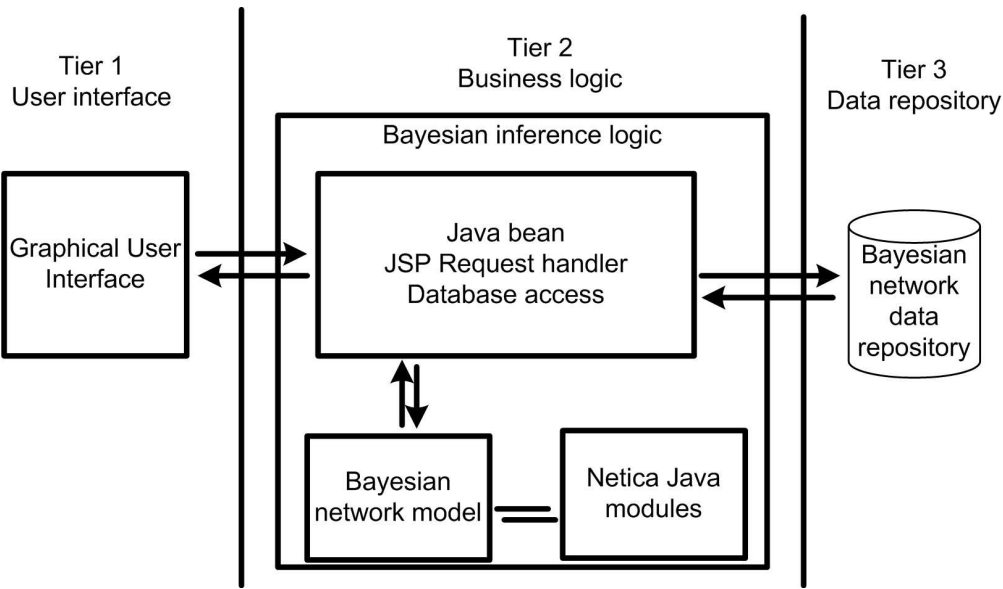 Tier 1
User interface
Tier 2
Business logic
Tier 3
Data repository
Bayesian inference logic
Graphical User
Interface
Java bean
JSP Request handler
Database access
Bayesian
network
data
repository
Bayesian
network model
Netica Java
modules